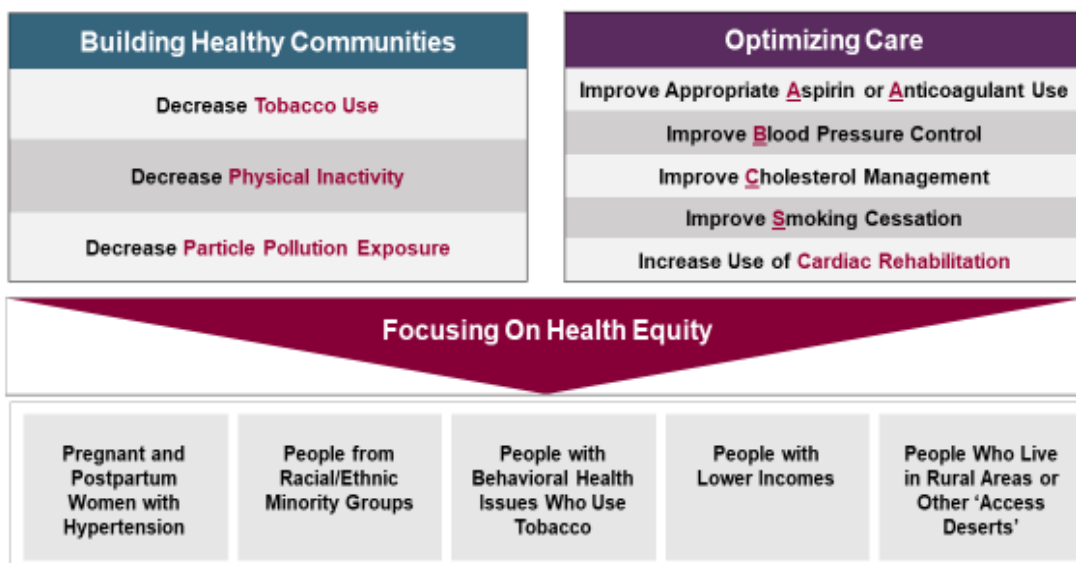 Building Healthy Communities
Decrease Tobacco Use
Decrease Physical Inactivity
Decrease Particle Pollution Exposure
Optimizing Care
Improve Appropriate Aspirin or Anticoagulant Use
Improve Blood Pressure Control
Improve Cholesterol Management
Improve Smoking Cessation
Increase Use of Cardiac Rehabilitation
Focusing On Health Equity
Pregnant and
Postpartum
Women with
Hypertension
People from
Racial/Ethnic
Minority Groups
People with
Behavioral Health
Issues Who Use
Tobacco
People with
Lower Incomes
People Who Live
in Rural Areas or
Other ‘Access
Deserts’